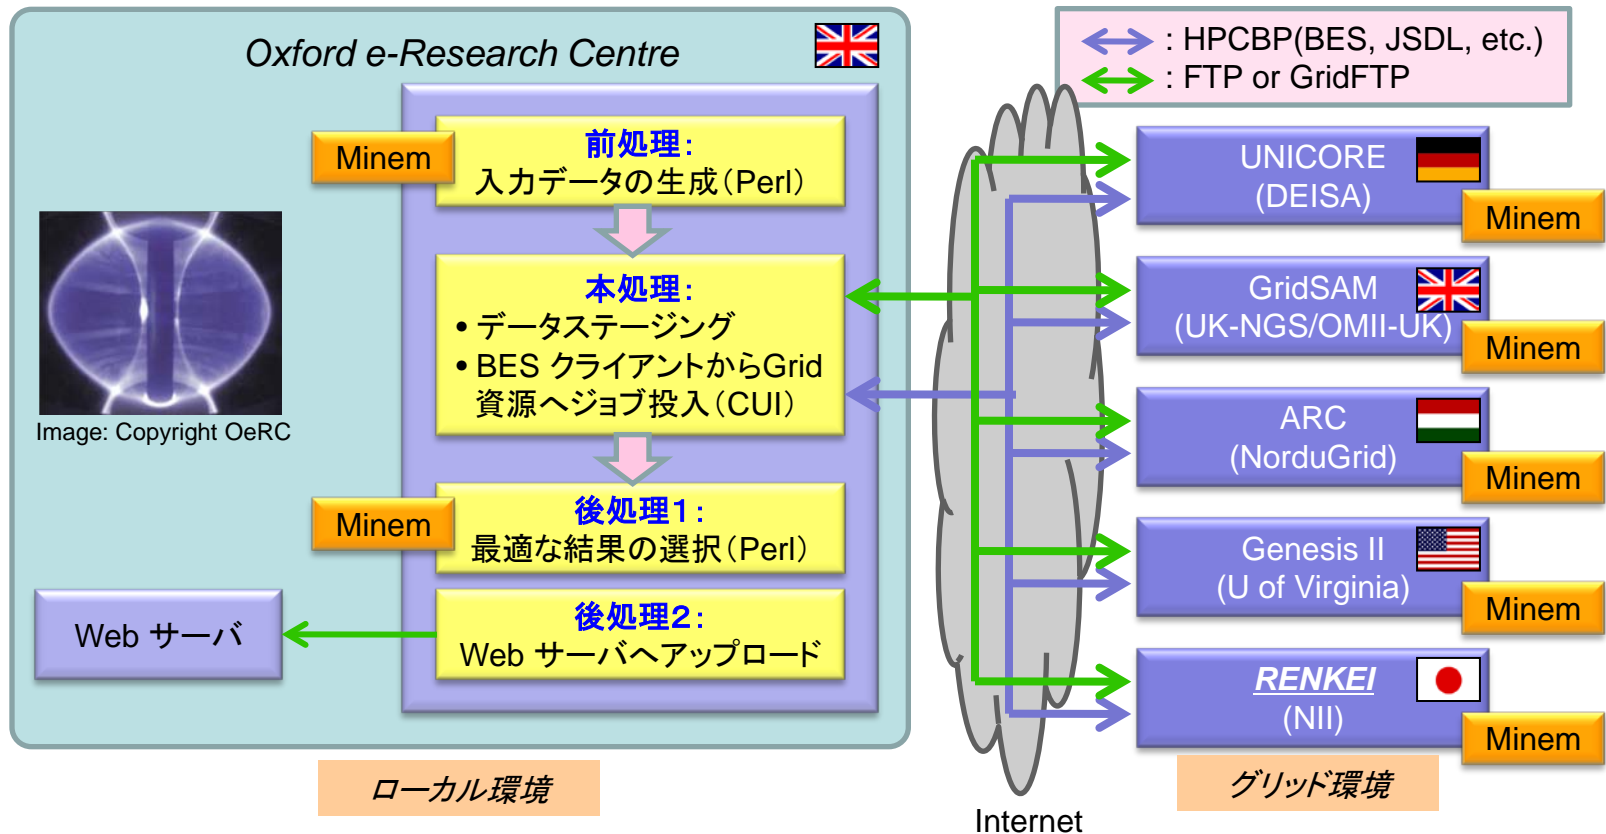 Oxford e-Research Centre
: HPCBP(BES, JSDL, etc.)
: FTP or GridFTP
Minem
前処理：
入力データの生成（Perl）
本処理：
• データステージング
• BES クライアントからGrid
資源へジョブ投入（CUI）
Image: Copyright OeRC
Minem
後処理１：
最適な結果の選択（Perl）
後処理２：
Web サーバへアップロード
Web サーバ
ローカル環境
Internet
UNICORE
(DEISA)
Minem
GridSAM
(UK-NGS/OMII-UK)
Minem
ARC
(NorduGrid)
Minem
Genesis II
(U of Virginia)
Minem
RENKEI
(NII)
Minem
グリッド環境